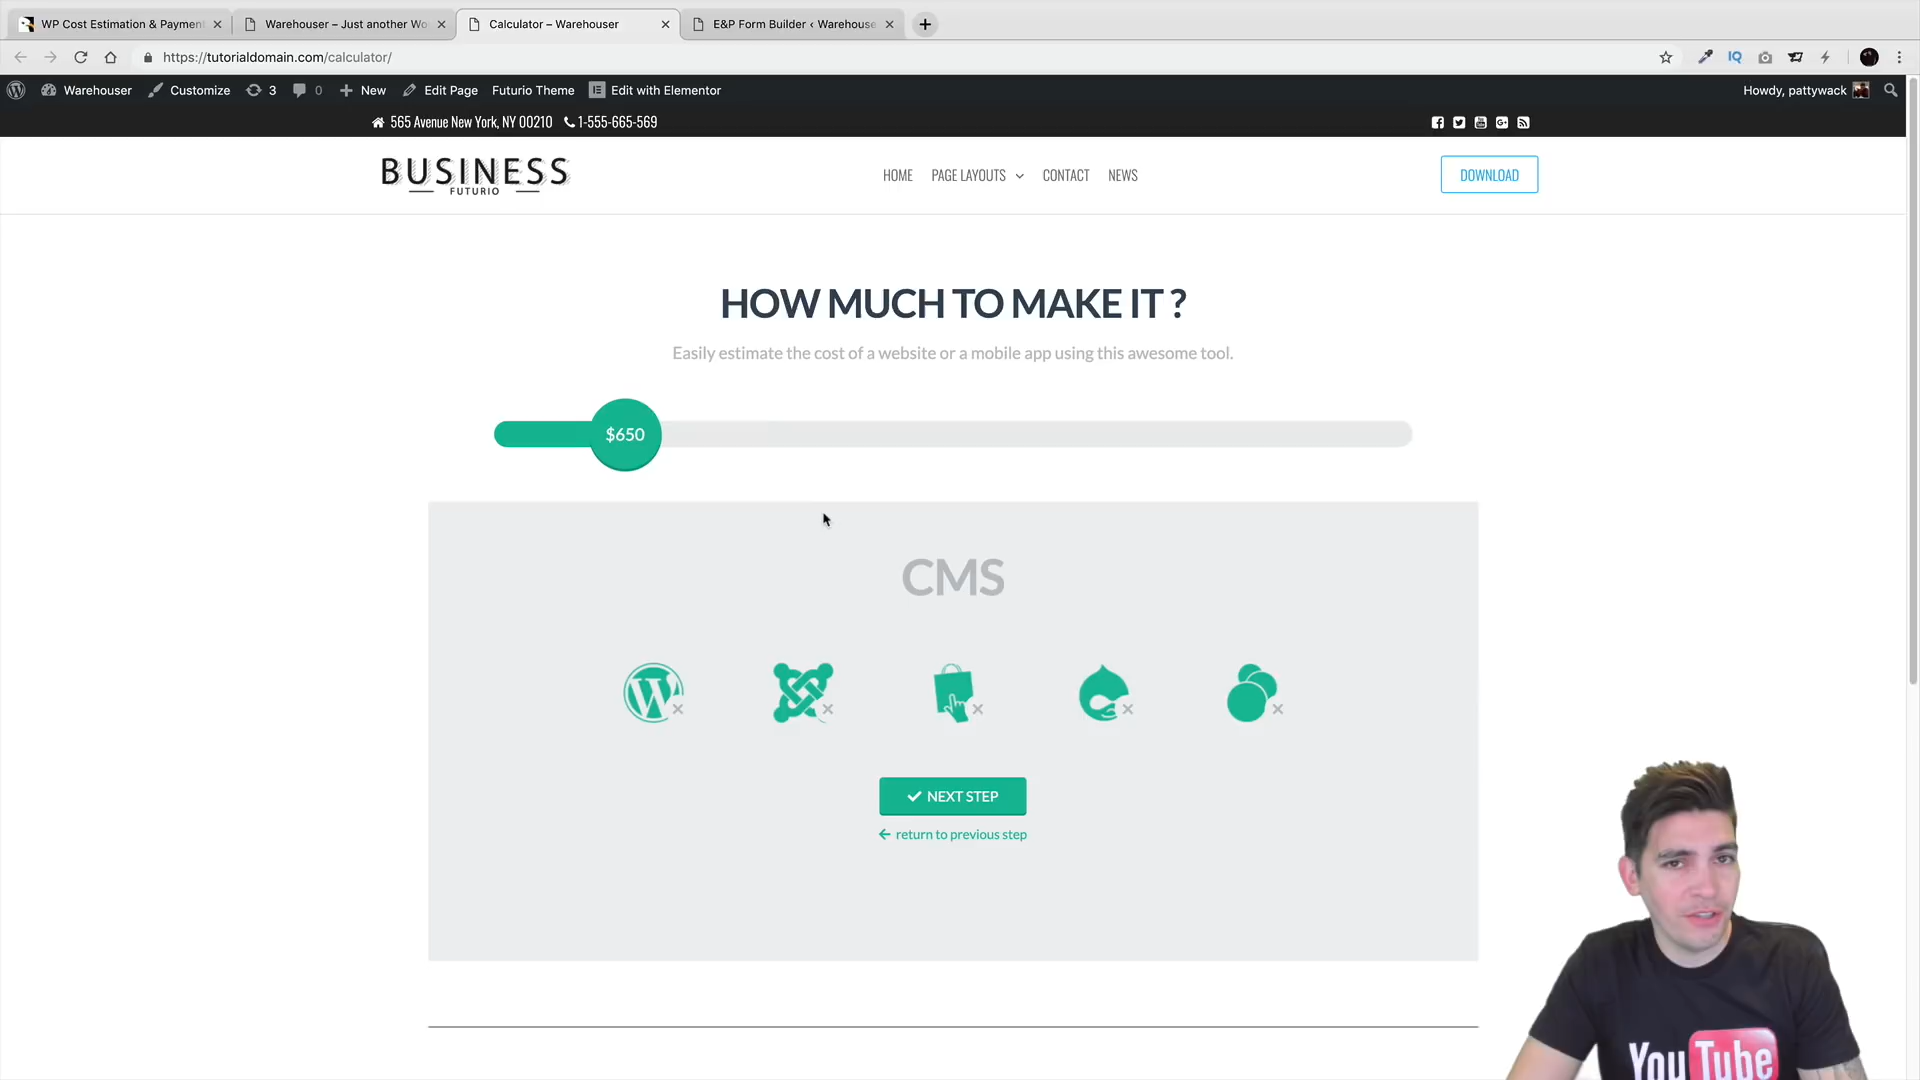 WP Cost Estimation & Payment
Warehouser – Just another Wo
Calculator – Warehouser
E&P Form Builder ‹ Warehouse
https://tutorialdomain.com/calculator/
IQ
Warehouser
Customize
3
0
New
Edit Page
Futurio Theme
Edit with Elementor
Howdy, pattywack
565 Avenue New York, NY 00210
1-555-665-569
BUSINESS
FUTURIO
HOME
PAGE LAYOUTS
CONTACT
NEWS
DOWNLOAD
HOW MUCH TO MAKE IT ?
Easily estimate the cost of a website or a mobile app using this awesome tool.
$650
CMS
NEXT STEP
return to previous step
YouTube